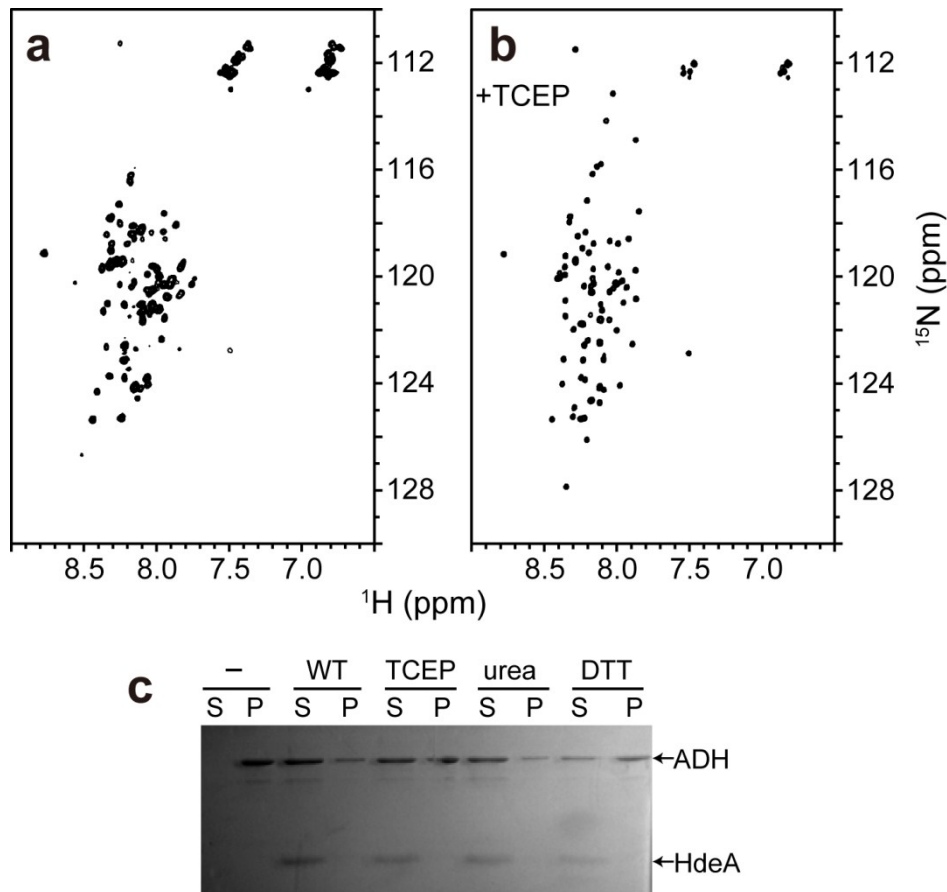 a
b
+TCEP
112
116
120
124
128
112
116
120
124
128
¹⁵N (ppm)
8.5 8.0 7.5 7.0
8.5 8.0 7.5 7.0
¹H (ppm)
c
– WT TCEP urea DTT
S P S P S P S P S P
←ADH
←HdeA